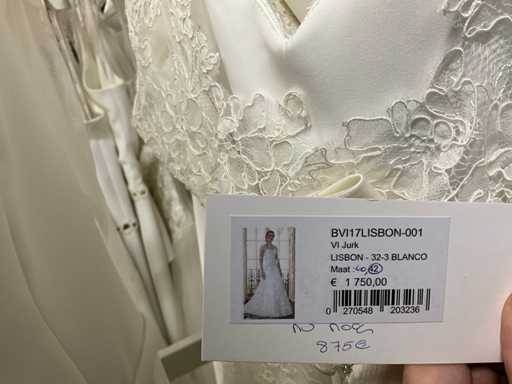 BVI17LISBON-001
VI Jurk
LISBON - 32-3 BLANCO
Maat : 40, 42
€ 1 750,00
0 270548 203236
nu nog
875€